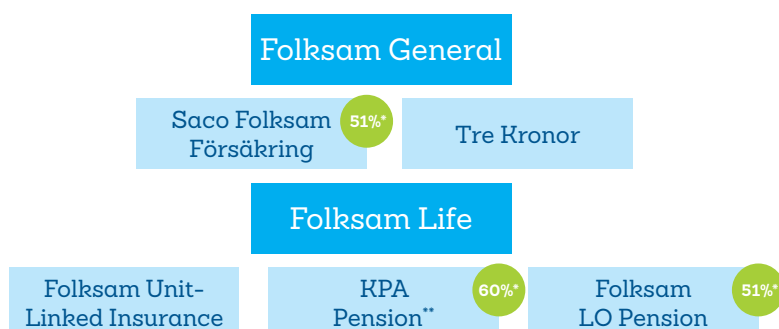 Folksam General
Saco Folksam
Försäkring
51%*
Tre Kronor
Folksam Life
Folksam Unit-
Linked Insurance
KPA
Pension**
60%*
Folksam
LO Pension
51%*